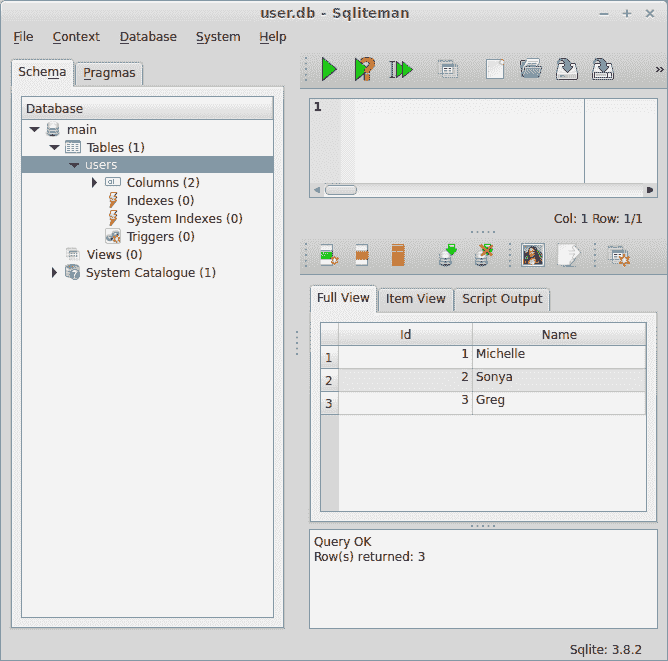 user.db - Sqliteman
File Context Database System Help
Schema Pragmas
Database
main
Tables (1)
users
Columns (2)
Indexes (0)
System Indexes (0)
Triggers (0)
Views (0)
System Catalogue (1)
»
1
Col: 1 Row: 1/1
Full View Item View Script Output
Id Name
1 1 Michelle
2 2 Sonya
3 3 Greg
Query OK
Row(s) returned: 3
Sqlite: 3.8.2